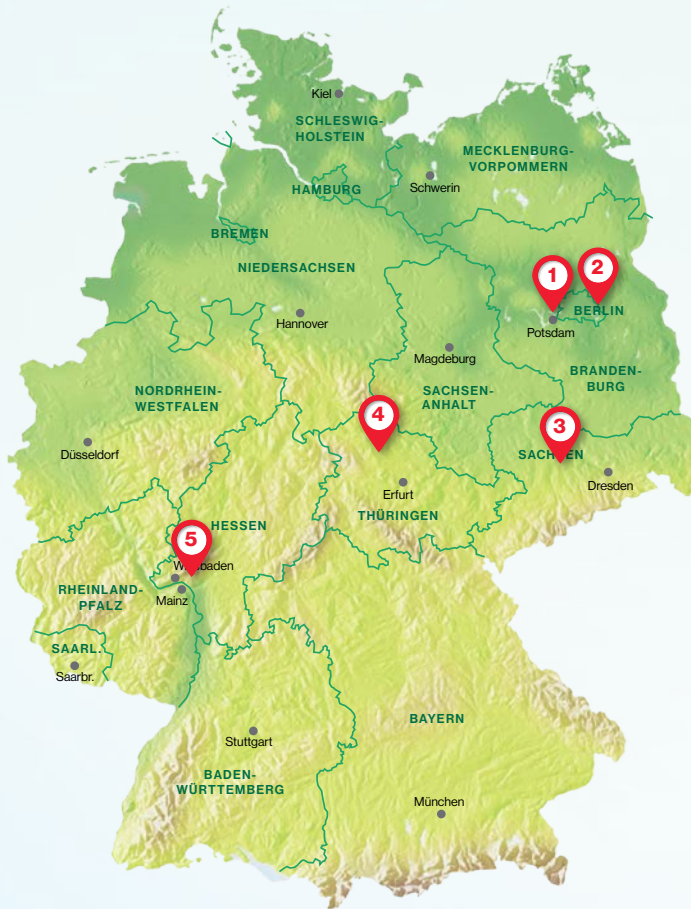 Kiel
SCHLESWIG-
HOLSTEIN
MECKLENBURG-
VORPOMMERN
Schwerin
HAMBURG
BREMEN
NIEDERSACHSEN
1
2
BERLIN
Potsdam
Hannover
Magdeburg
BRANDEN-
BURG
NORDRHEIN-
WESTFALEN
SACHSEN-
ANHALT
4
3
Düsseldorf
SACHSEN
Dresden
Erfurt
THÜRINGEN
5
HESSEN
Wiesbaden
RHEINLAND-
PFALZ
Mainz
SAARL.
Saarbr.
BAYERN
Stuttgart
BADEN-
WÜRTTEMBERG
München